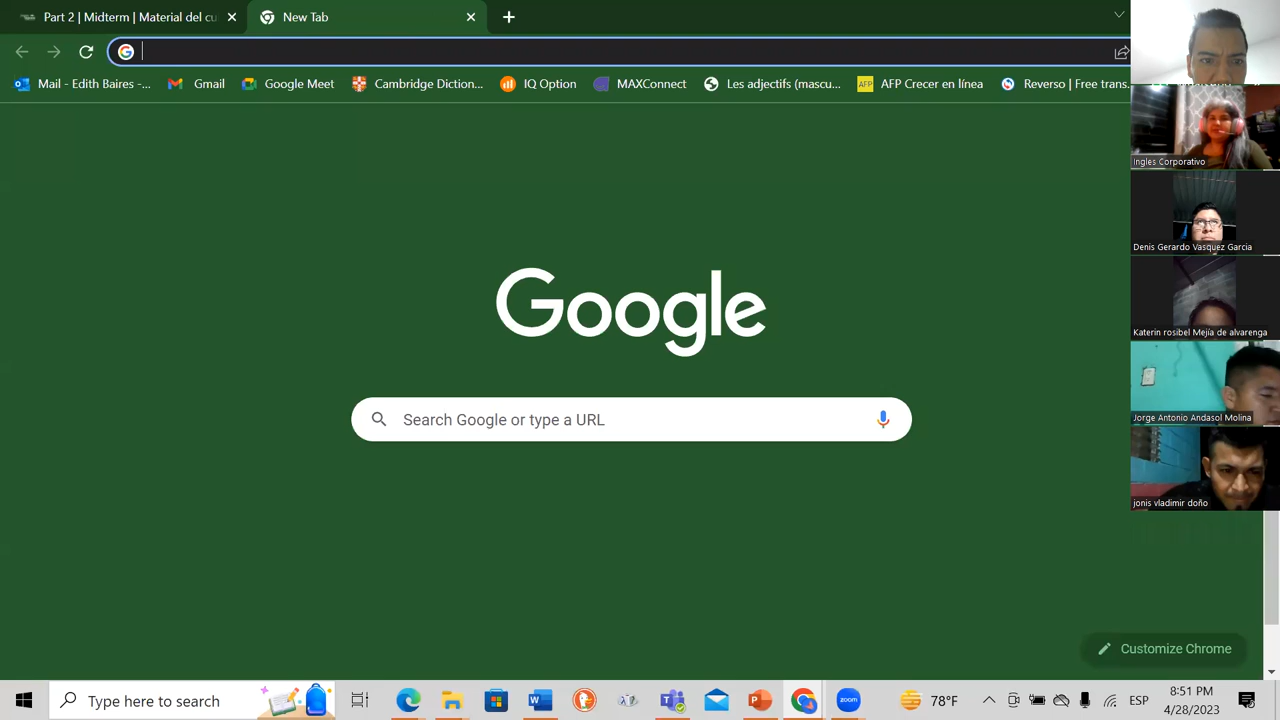 Part 2 | Midterm | Material del cu
New Tab
Mail - Edith Baires -...
Gmail
Google Meet
Cambridge Diction...
IQ Option
MAXConnect
Les adjectifs (mascu...
AFP Crecer en línea
Reverso | Free trans.
Ingles Corporativo
Denis Gerardo Vasquez Garcia
Katerin rosibel Mejía de alvarenga
Jorge Antonio Andasol Molina
jonis vladimir doño
Google
Search Google or type a URL
Customize Chrome
Type here to search
zoom
78°F
ESP
8:51 PM
4/28/2023